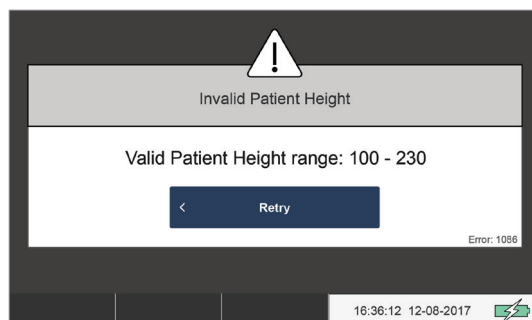 Invalid Patient Height
Valid Patient Height range: 100 - 230
< Retry
Error: 1086
16:36:12 12-08-2017